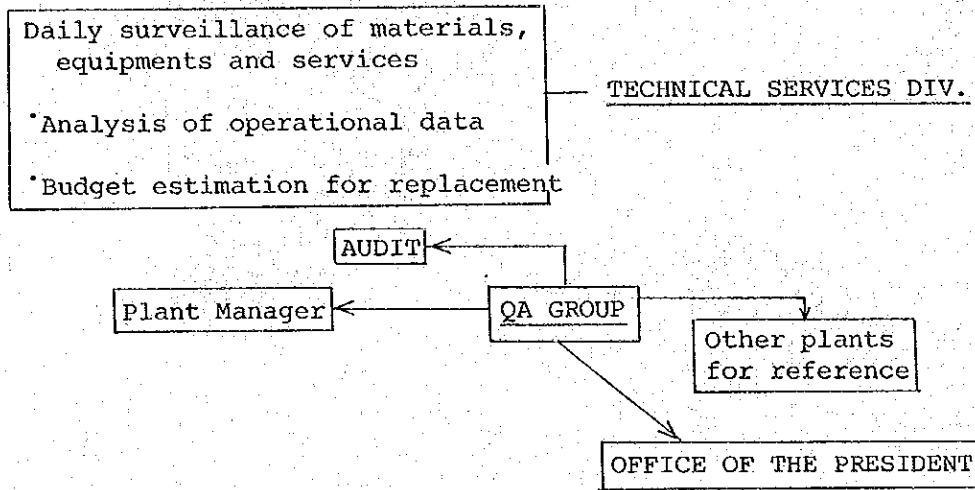 Daily surveillance of materials,
equipments and services
TECHNICAL SERVICES DIV.
·Analysis of operational data
·Budget estimation for replacement
AUDIT
Plant Manager
QA GROUP
Other plants
for reference
OFFICE OF THE PRESIDENT